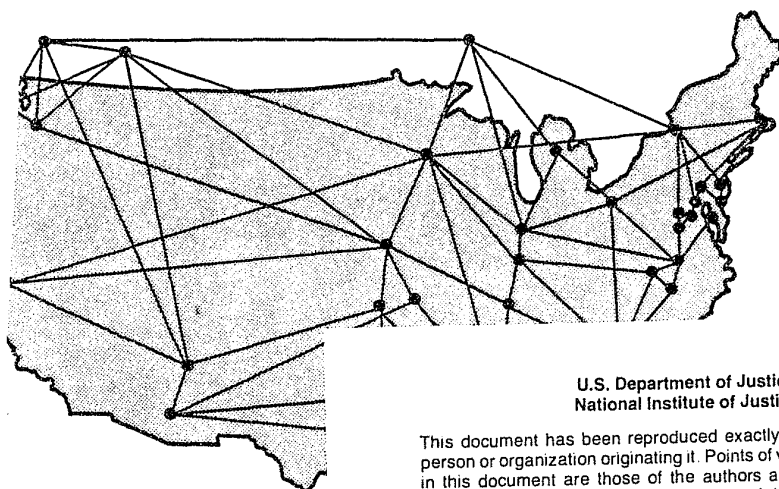 U.S. Department of Justi
National Institute of Justi
This document has been reproduced exactly
person or organization originating it. Points of v
in this document are those of the authors a